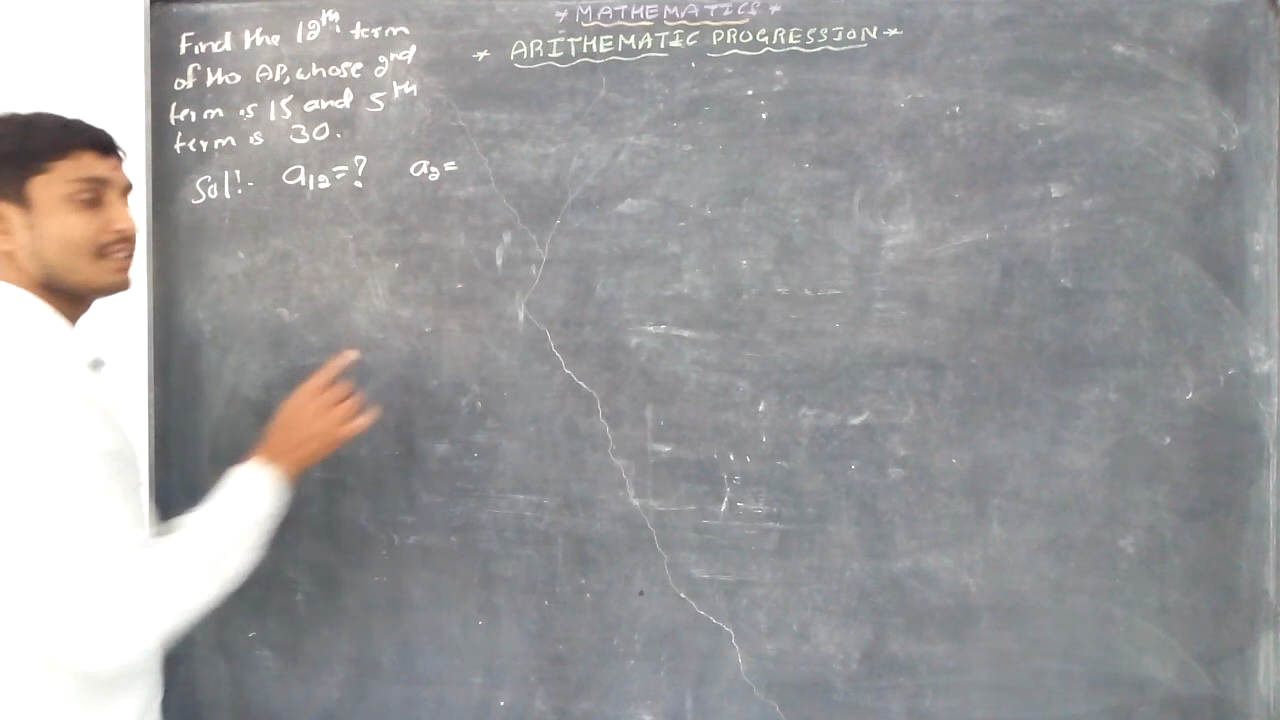 * MATHEMATICS *
* ARITHEMATIC PROGRESSION *
Find the 12th term
of the AP, whose 2nd
term is 15 and 5th
term is 30.
Sol!- a12=? a2=